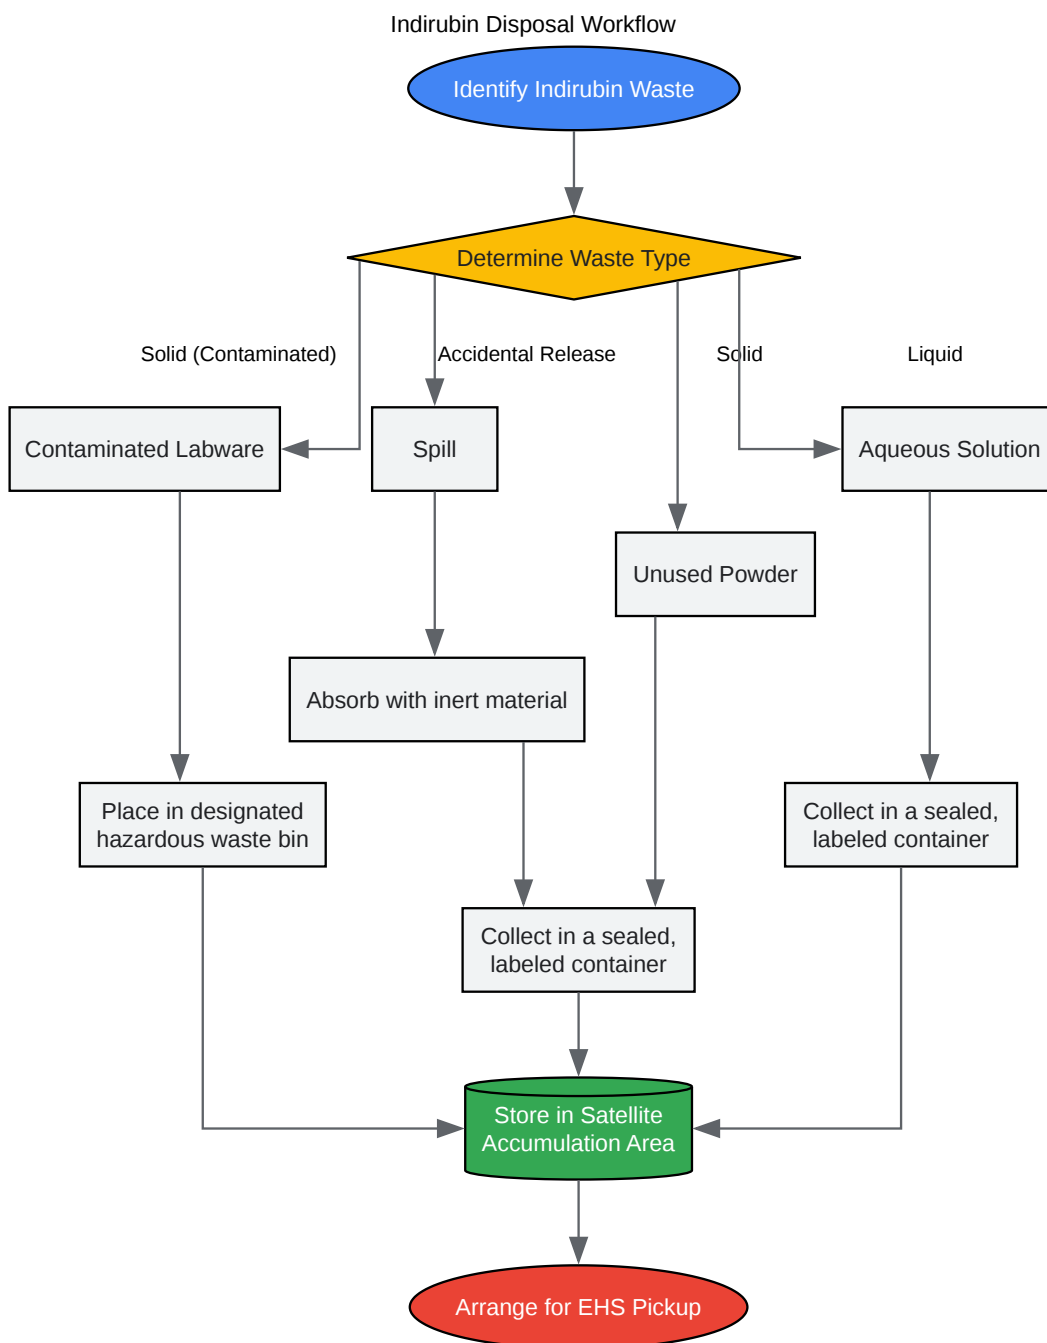 Indirubin Disposal Workflow
Identify Indirubin Waste
Determine Waste Type
Solid (Contaminated)
Accidental Release
Solid
Liquid
Contaminated Labware
Spill
Aqueous Solution
Unused Powder
Absorb with inert material
Place in designated
hazardous waste bin
Collect in a sealed,
labeled container
Collect in a sealed,
labeled container
Store in Satellite
Accumulation Area
Arrange for EHS Pickup